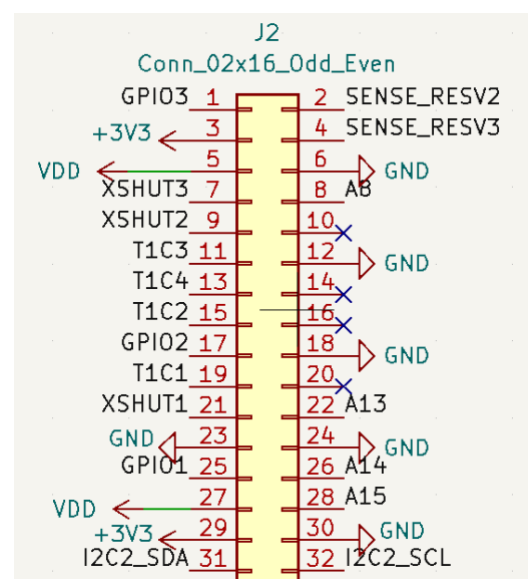 J2
Conn_02x16_Odd_Even
GPIO3 1 2 SENSE_RESV2
+3V3 3 4 SENSE_RESV3
VDD 5 6 GND
XSHUT3 7 8 A8
XSHUT2 9 10
T1C3 11 12 GND
T1C4 13 14
T1C2 15 16
GPIO2 17 18 GND
T1C1 19 20
XSHUT1 21 22 A13
GND 23 24 GND
GPIO1 25 26 A14
VDD 27 28 A15
+3V3 29 30 GND
I2C2_SDA 31 32 I2C2_SCL